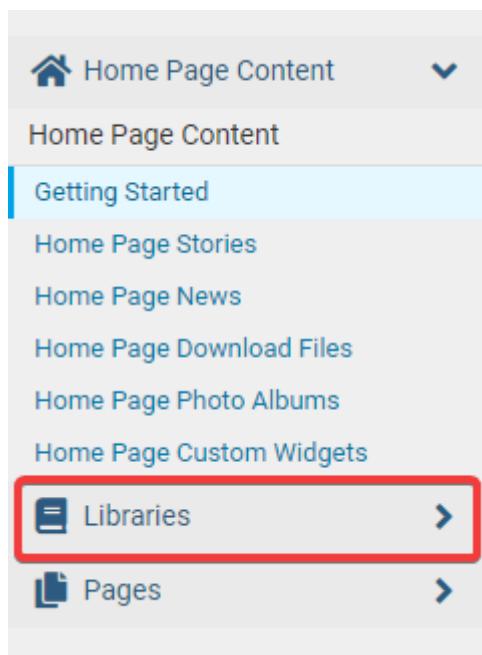 Home Page Content
Home Page Content
Getting Started
Home Page Stories
Home Page News
Home Page Download Files
Home Page Photo Albums
Home Page Custom Widgets
Libraries
Pages